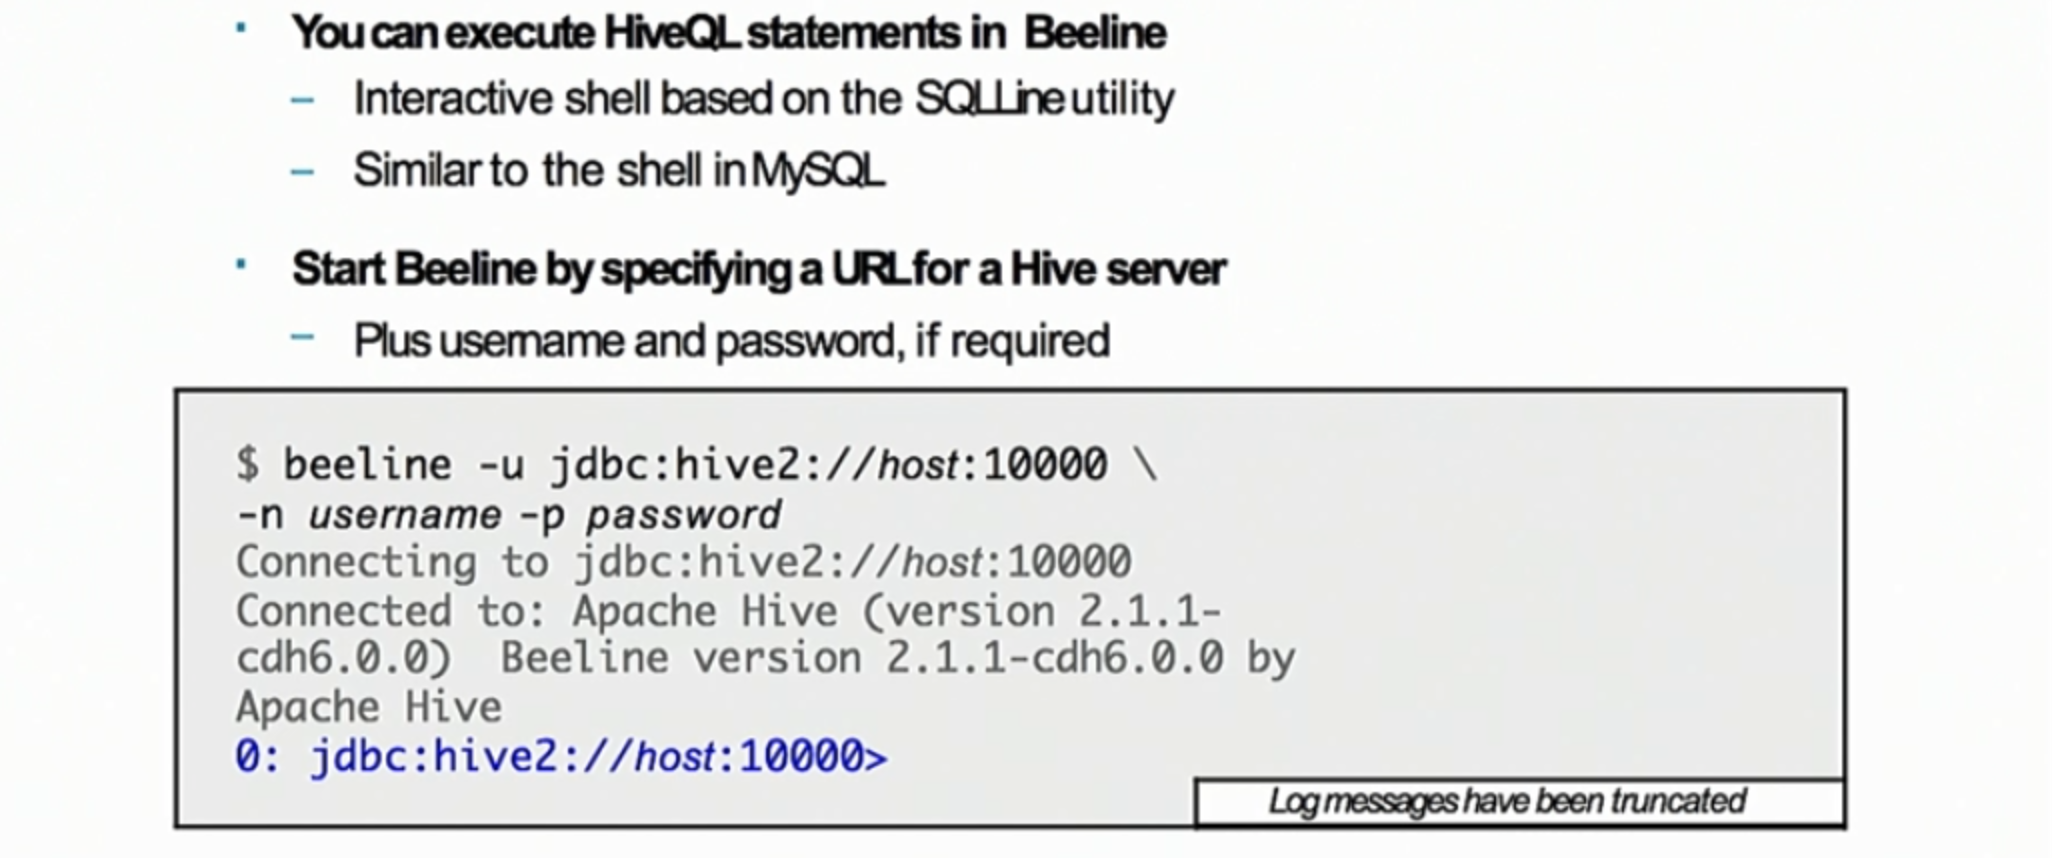 · You can execute HiveQL statements in Beeline
– Interactive shell based on the SQLLine utility
– Similar to the shell in MySQL
· Start Beeline by specifying a URL for a Hive server
– Plus username and password, if required
$ beeline -u jdbc:hive2://host:10000 \
-n username -p password
Connecting to jdbc:hive2://host:10000
Connected to: Apache Hive (version 2.1.1-
cdh6.0.0)  Beeline version 2.1.1-cdh6.0.0 by
Apache Hive
0: jdbc:hive2://host:10000>
Log messages have been truncated